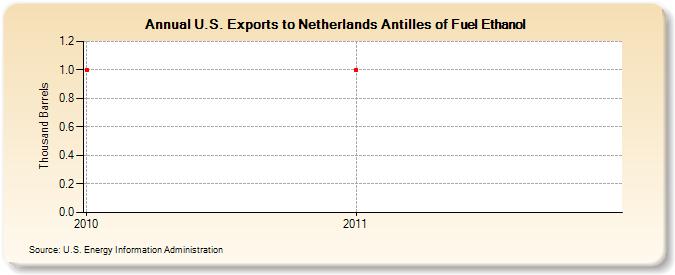 Annual U.S. Exports to Netherlands Antilles of Fuel Ethanol
Thousand Barrels
1.2
1.0
0.8
0.6
0.4
0.2
0.0
2010 2011
Source: U.S. Energy Information Administration